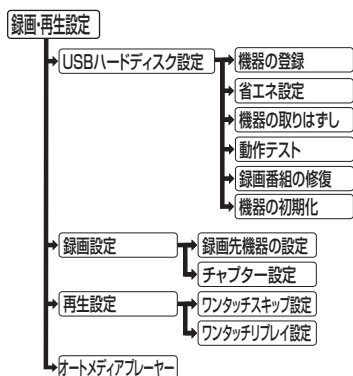 録画・再生設定
USBハードディスク設定
機器の登録
省エネ設定
機器の取りはずし
動作テスト
録画番組の修復
機器の初期化
録画設定
録画先機器の設定
チャプター設定
再生設定
ワンタッチスキップ設定
ワンタッチリプレイ設定
オートメディアプレーヤー